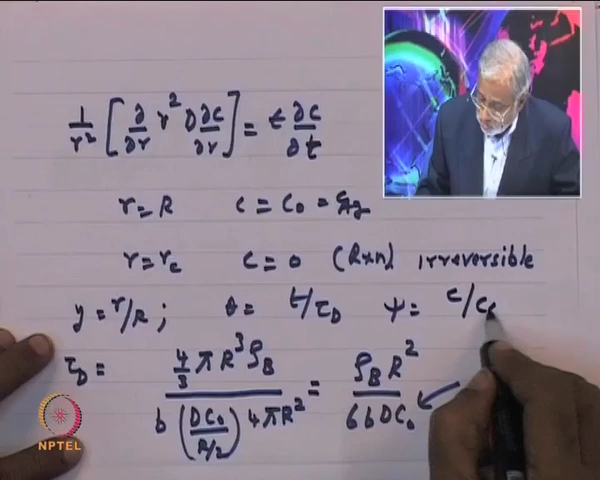 1/r² [∂/∂r r² D ∂c/∂r] = ε ∂c/∂t
r = R c = c₀ = c_Ag
r = r_c c = 0 (Rxn) irreversible
y = r/R ; θ = t/τ_D ψ = c/c₀
τ_D = (4/3 π R³ ρ_B) / (b (DC₀ / R/2) 4πR²) = ρ_B R² / 6bDC₀
NPTEL